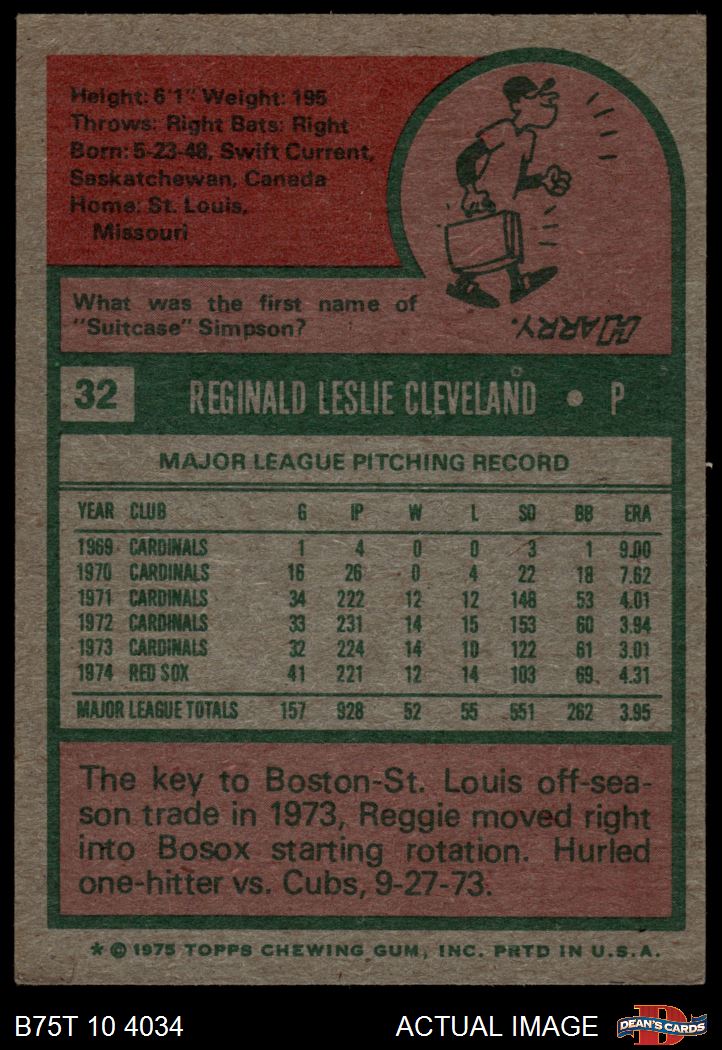 Height: 6'1" Weight: 195
Throws: Right Bats: Right
Born: 5-23-48, Swift Current,
Saskatchewan, Canada
Home: St. Louis,
Missouri
What was the first name of
"Suitcase" Simpson?
HARRY.
32 REGINALD LESLIE CLEVELAND • P
MAJOR LEAGUE PITCHING RECORD
YEAR CLUB G IP W L SO BB ERA
1969 CARDINALS 1 4 0 0 3 1 9.00
1970 CARDINALS 16 26 0 4 22 18 7.62
1971 CARDINALS 34 222 12 12 148 53 4.01
1972 CARDINALS 33 231 14 15 153 60 3.94
1973 CARDINALS 32 224 14 10 122 61 3.01
1974 RED SOX 41 221 12 14 103 69 4.31
MAJOR LEAGUE TOTALS 157 928 52 55 551 262 3.95
The key to Boston-St. Louis off-sea-
son trade in 1973, Reggie moved right
into Bosox starting rotation. Hurled
one-hitter vs. Cubs, 9-27-73.
* © 1975 TOPPS CHEWING GUM, INC. PRTD IN U.S.A.
B75T 10 4034 ACTUAL IMAGE D DEAN'S CARDS